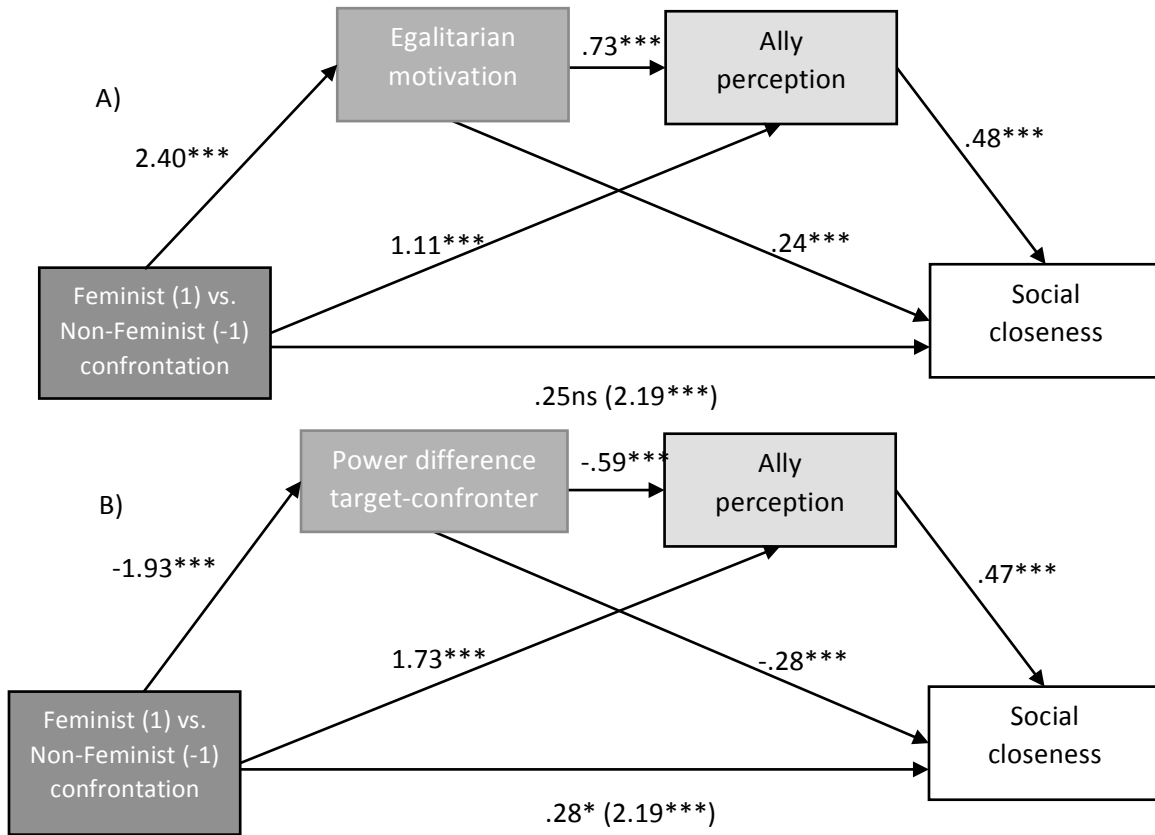 Egalitarian
motivation
.73***
Ally
perception
A)
2.40***
.48***
1.11***
.24***
Feminist (1) vs.
Non-Feminist (-1)
confrontation
Social
closeness
.25ns (2.19***)
Power difference
target-confronter
-.59***
Ally
perception
B)
-1.93***
.47***
1.73***
-.28***
Feminist (1) vs.
Non-Feminist (-1)
confrontation
Social
closeness
.28* (2.19***)